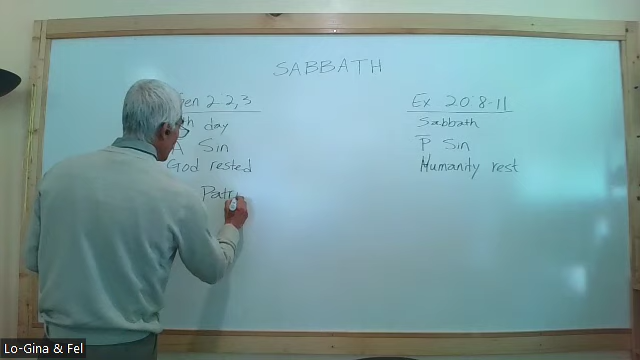 SABBATH
Gen 2:2,3
7th day
A Sin
God rested
Patr
Ex 20:8-11
Sabbath
P Sin
Humanity rest
Lo-Gina & Fel